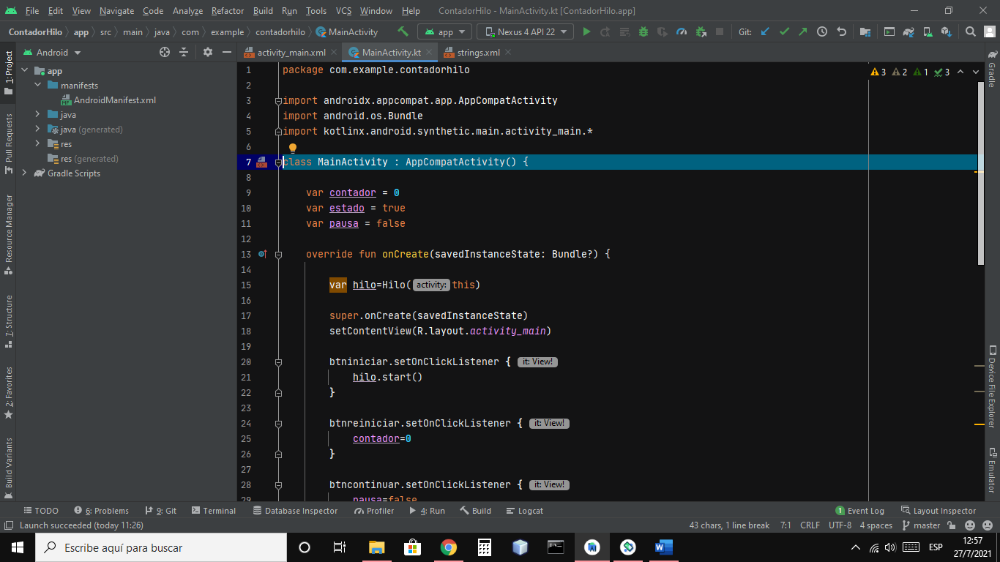 File Edit View Navigate Code Analyze Refactor Build Run Tools VCS Window Help ContadorHilo - MainActivity.kt [ContadorHilo.app]
ContadorHilo app src main java com example contadorhilo MainActivity app Nexus 4 API 22 Git:
Android
activity_main.xml MainActivity.kt strings.xml
1: Project
Pull Requests
Resource Manager
7: Structure
2: Favorites
Build Variants
app
manifests
AndroidManifest.xml
java
java (generated)
res
res (generated)
Gradle Scripts
3 2 1 3
1 package com.example.contadorhilo
2
3 import androidx.appcompat.app.AppCompatActivity
4 import android.os.Bundle
5 import kotlinx.android.synthetic.main.activity_main.*
6
7 class MainActivity : AppCompatActivity() {
8
9 var contador = 0
10 var estado = true
11 var pausa = false
12
13 override fun onCreate(savedInstanceState: Bundle?) {
14
15 var hilo=Hilo( activity: this)
16
17 super.onCreate(savedInstanceState)
18 setContentView(R.layout.activity_main)
19
20 btniniciar.setOnClickListener { it: View!
21 hilo.start()
22 }
23
24 btnreiniciar.setOnClickListener { it: View!
25 contador=0
26 }
27
28 btncontinuar.setOnClickListener { it: View!
29 pausa=false
Gradle
Device File Explorer
Emulator
TODO 6: Problems 9: Git Terminal Database Inspector Profiler 4: Run Build Logcat 1 Event Log Layout Inspector
Launch succeeded (today 11:26) 43 chars, 1 line break 7:1 CRLF UTF-8 4 spaces master
Escribe aquí para buscar
ESP
12:57
27/7/2021